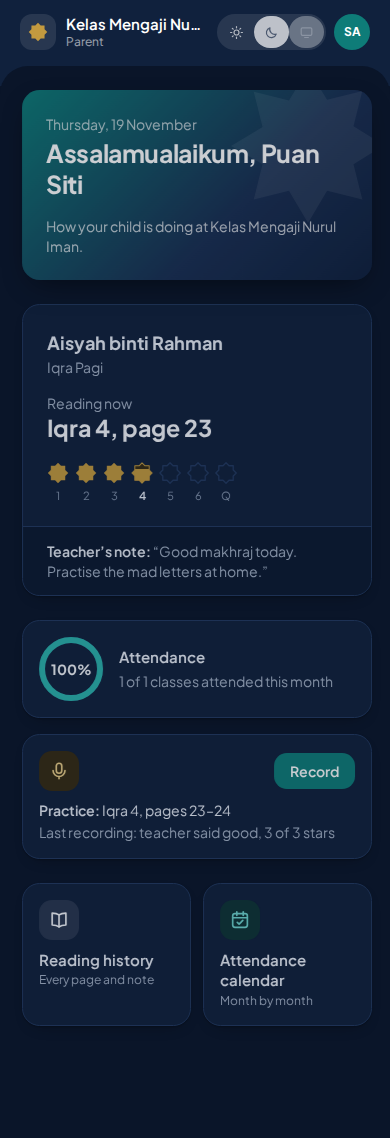 Kelas Mengaji Nu…
Parent
SA
Thursday, 19 November
Assalamualaikum, Puan
Siti
How your child is doing at Kelas Mengaji Nurul
Iman.
Aisyah binti Rahman
Iqra Pagi
Reading now
Iqra 4, page 23
1 2 3 4 5 6 Q
Teacher’s note: “Good makhraj today.
Practise the mad letters at home.”
100%
Attendance
1 of 1 classes attended this month
Record
Practice: Iqra 4, pages 23–24
Last recording: teacher said good, 3 of 3 stars
Reading history
Every page and note
Attendance
calendar
Month by month